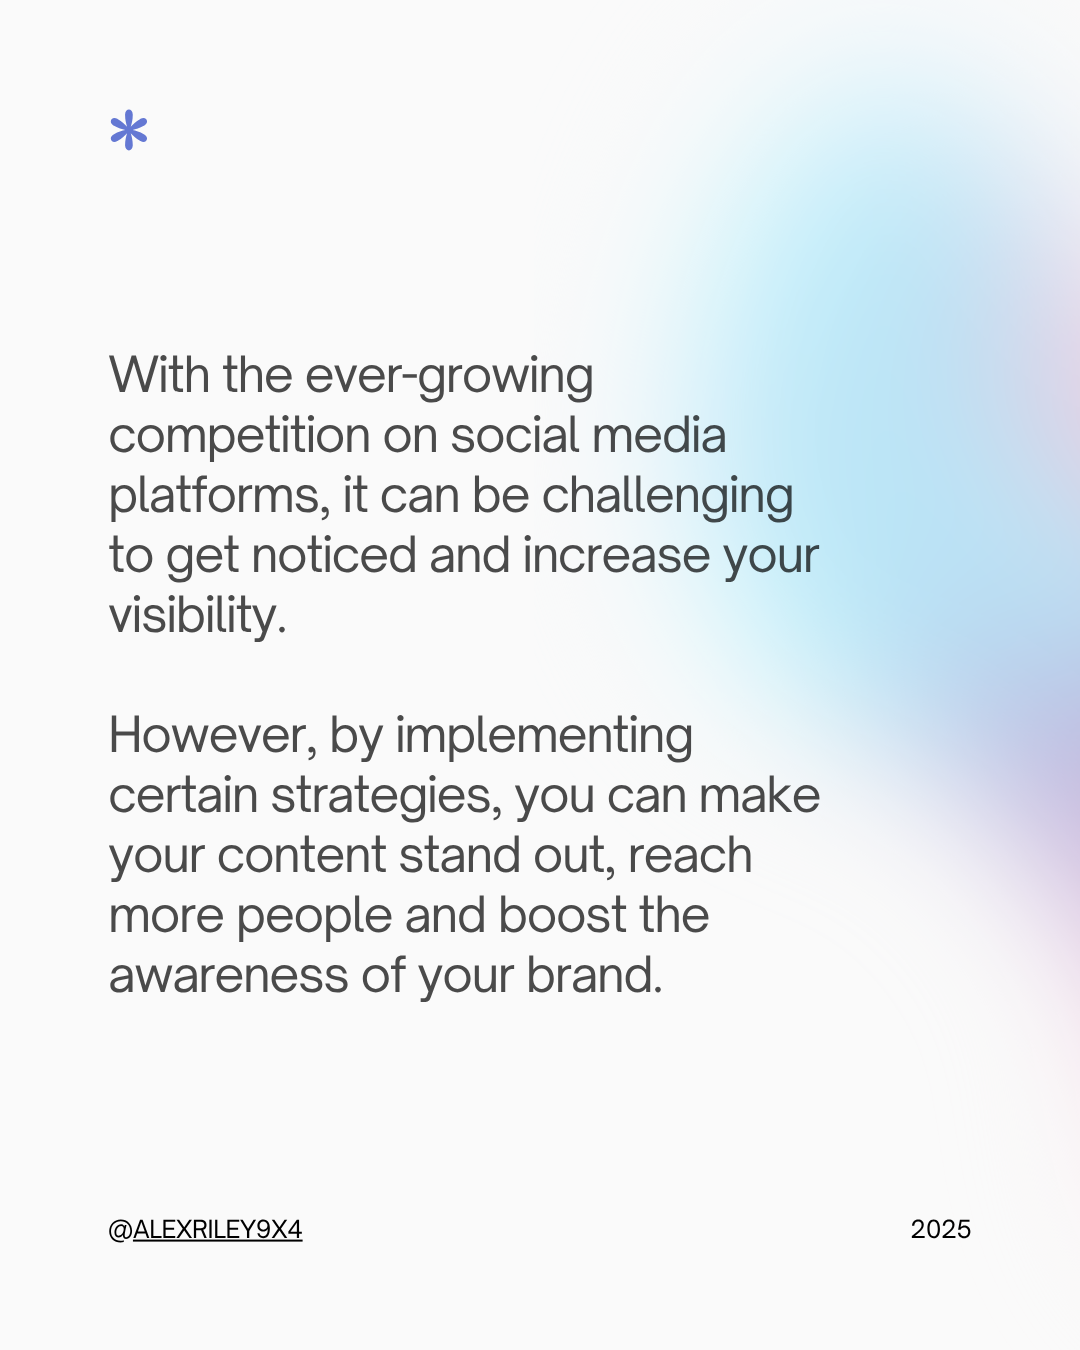 *
With the ever-growing
competition on social media
platforms, it can be challenging
to get noticed and increase your
visibility.
However, by implementing
certain strategies, you can make
your content stand out, reach
more people and boost the
awareness of your brand.
@ALEXRILEY9X4
2025